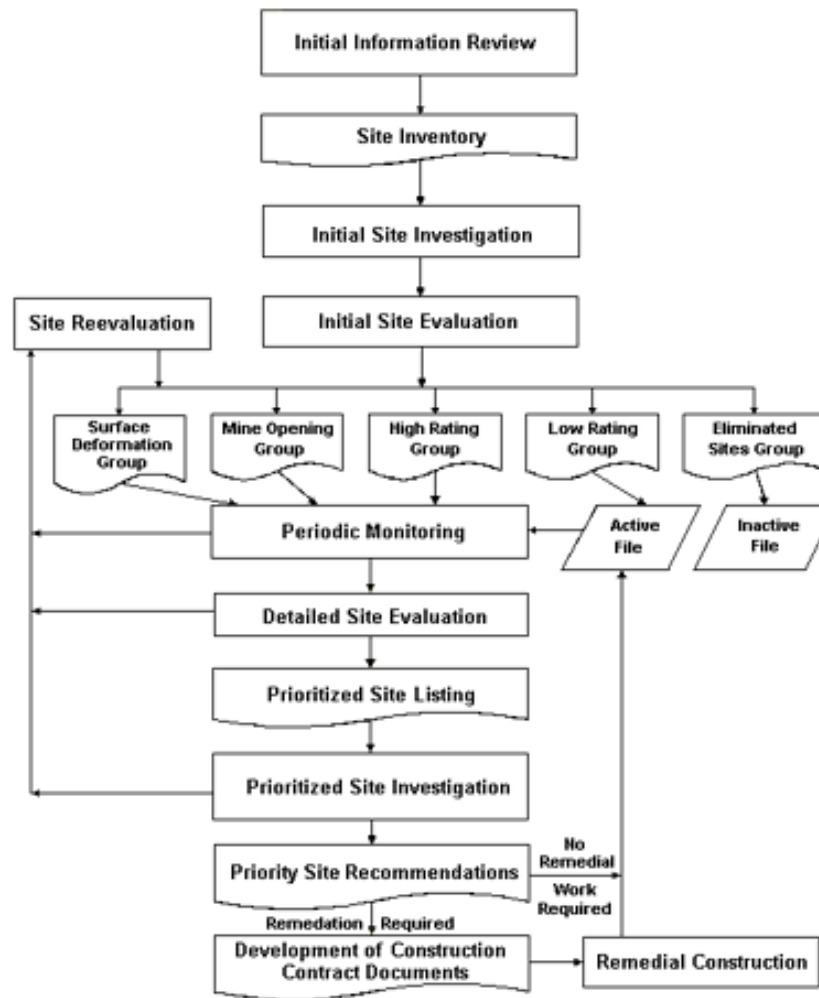 Initial Information Review
Site Inventory
Initial Site Investigation
Site Reevaluation
Initial Site Evaluation
Surface
Deformation
Group
Mine Opening
Group
High Rating
Group
Low Rating
Group
Eliminated
Sites Group
Periodic Monitoring
Active
File
Inactive
File
Detailed Site Evaluation
Prioritized Site Listing
Prioritized Site Investigation
Priority Site Recommendations
No
Remedial
Work
Required
Remedation Required
Development of Construction
Contract Documents
Remedial Construction